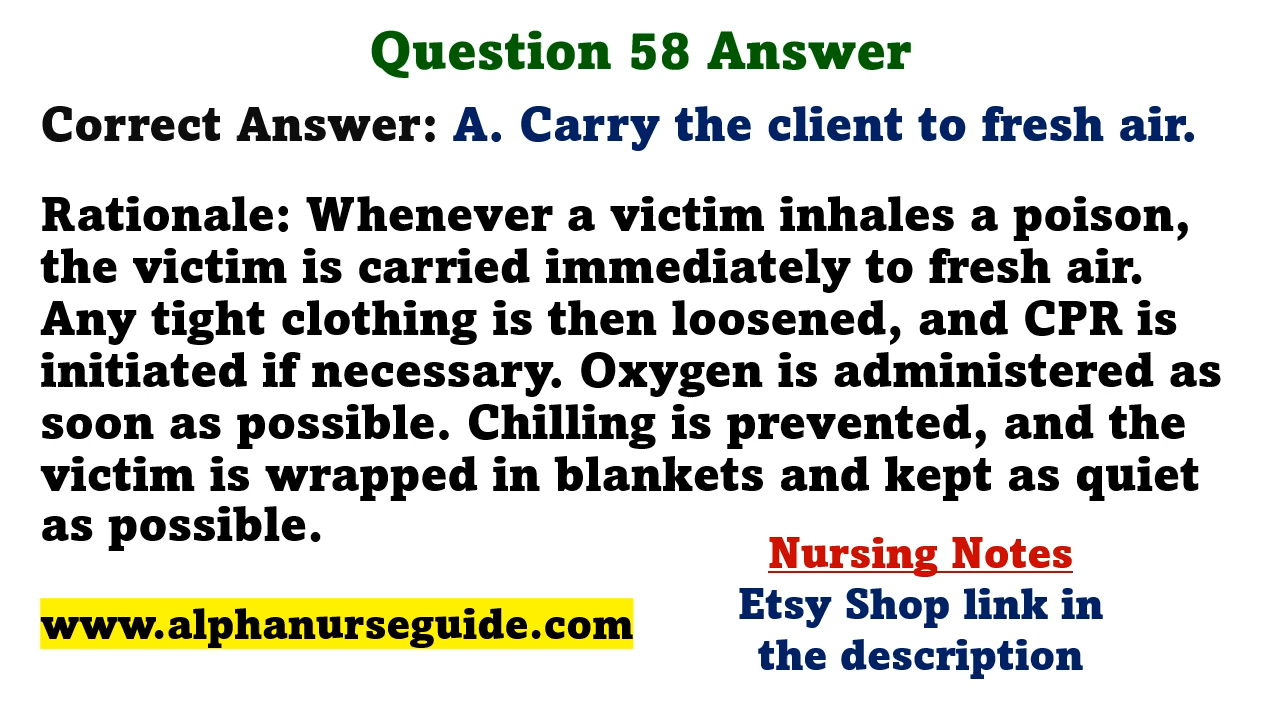 Question 58 Answer
Correct Answer: A. Carry the client to fresh air.
Rationale: Whenever a victim inhales a poison,
the victim is carried immediately to fresh air.
Any tight clothing is then loosened, and CPR is
initiated if necessary. Oxygen is administered as
soon as possible. Chilling is prevented, and the
victim is wrapped in blankets and kept as quiet
as possible.
Nursing Notes
Etsy Shop link in
the description
www.alphanurseguide.com